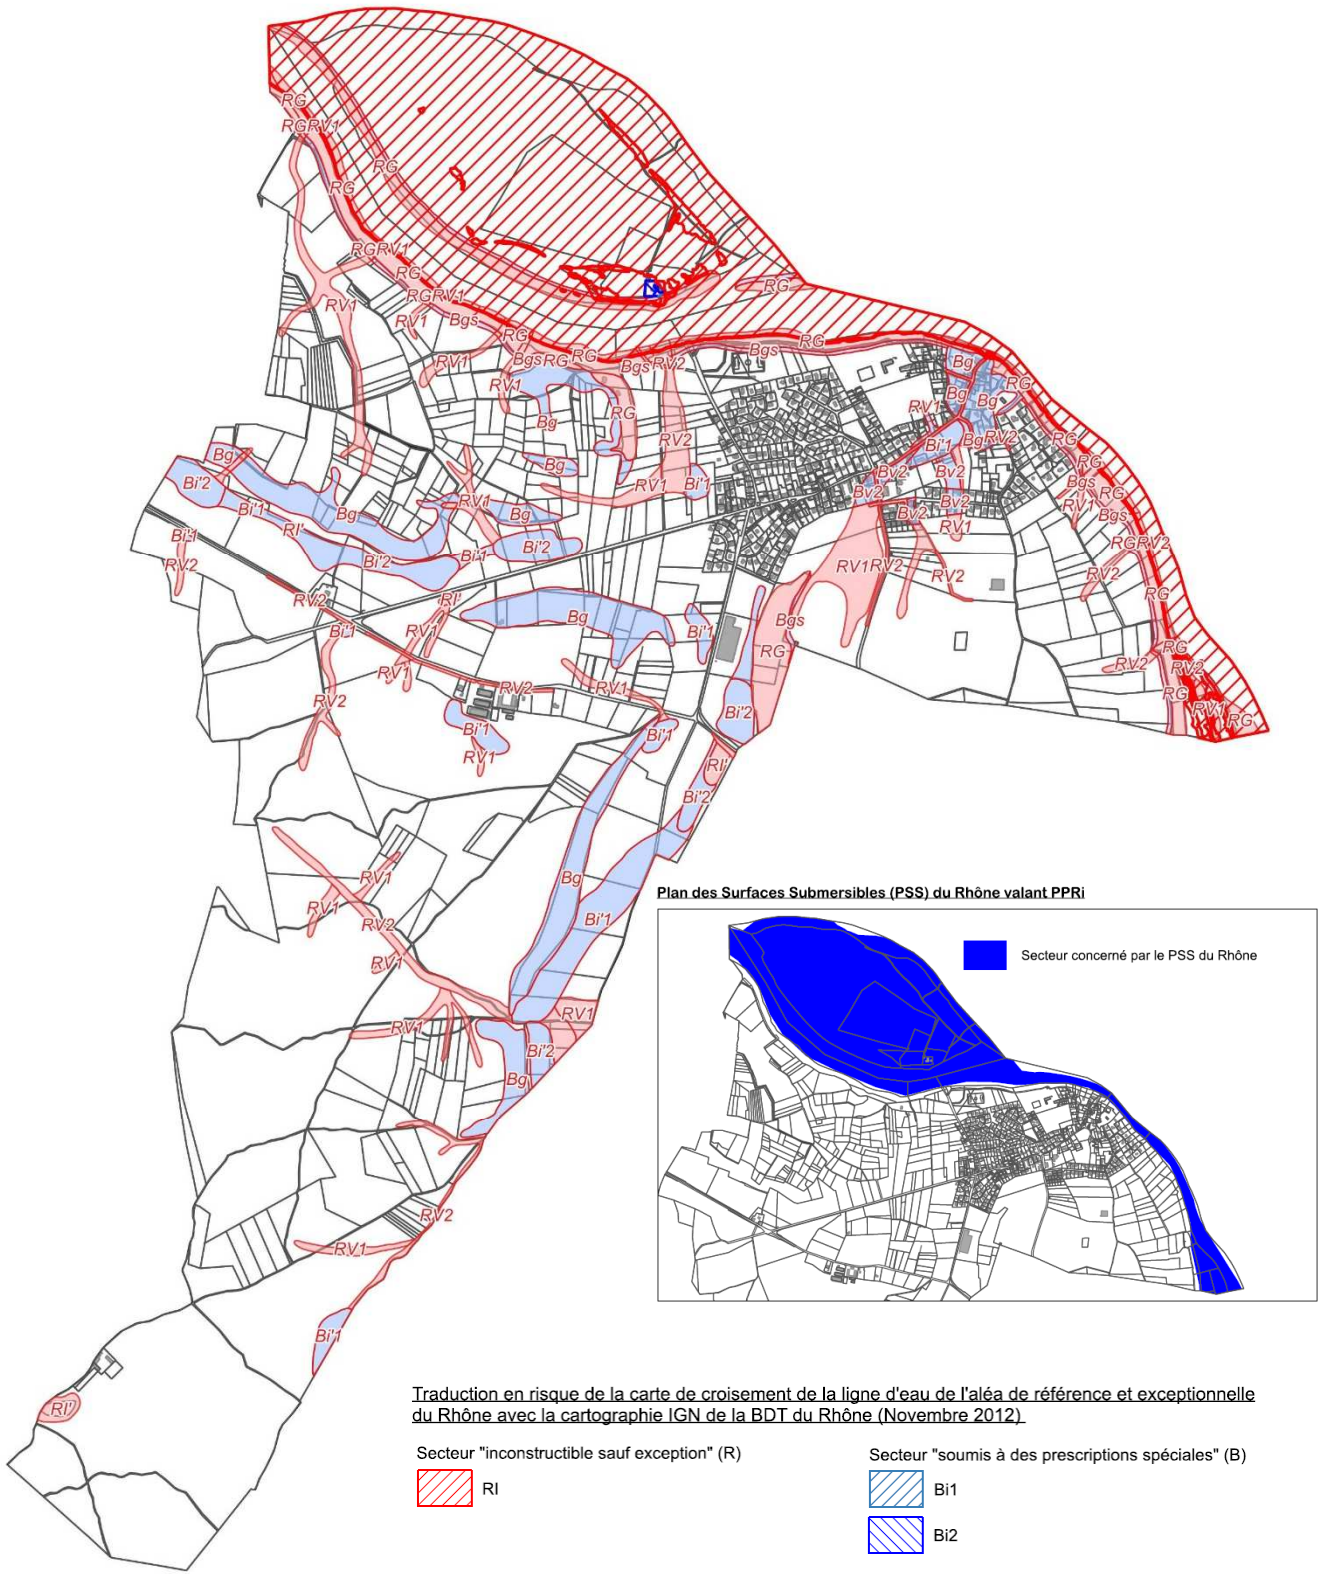 RG
RGRV1
RG
RG
RGRV1
RG
RGRV1
RV1
RV1
Bgs
RG
RG
RG
Bgs
RG
RG
Bgs
RV2
Bgs
RG
Bg
RG
RV1
RV1
Bg
Bg
RG
Bg
RV1
BgRV2
Bi'1
RG
RV2
Bg
Bg
Bi'2
RV1
Bi'1
Bv2
Bv2
Bv2
RG
Bgs
RG
RV1
Bgs
Bi'1
Bg
RV1
Bg
Bv2
RV1
RI'
Bi'1
RV2
Bi'2
Bi'1
Bi'2
RV1RV2
RV2
RGRV2
RV2
RG
RV2
Bi'1
RI'
RV1
Bg
Bi'1
Bgs
RG
RG
RV2
RV2
RV1
RV2
RV1
RG
RV1
RG
RV2
Bi'2
Bi'1
RV1
Bi'1
RI'
Bi'2
RV1
RV1
Bg
RV2
Bi'1
RV1
RV1
RV1
Bi'2
Bg
RV2
RV1
Bi'1
RI'
Plan des Surfaces Submersibles (PSS) du Rhône valant PPRi
Secteur concerné par le PSS du Rhône
Traduction en risque de la carte de croisement de la ligne d'eau de l'aléa de référence et exceptionnelle
du Rhône avec la cartographie IGN de la BDT du Rhône (Novembre 2012)
Secteur "inconstructible sauf exception" (R)
RI
Secteur "soumis à des prescriptions spéciales" (B)
Bi1
Bi2